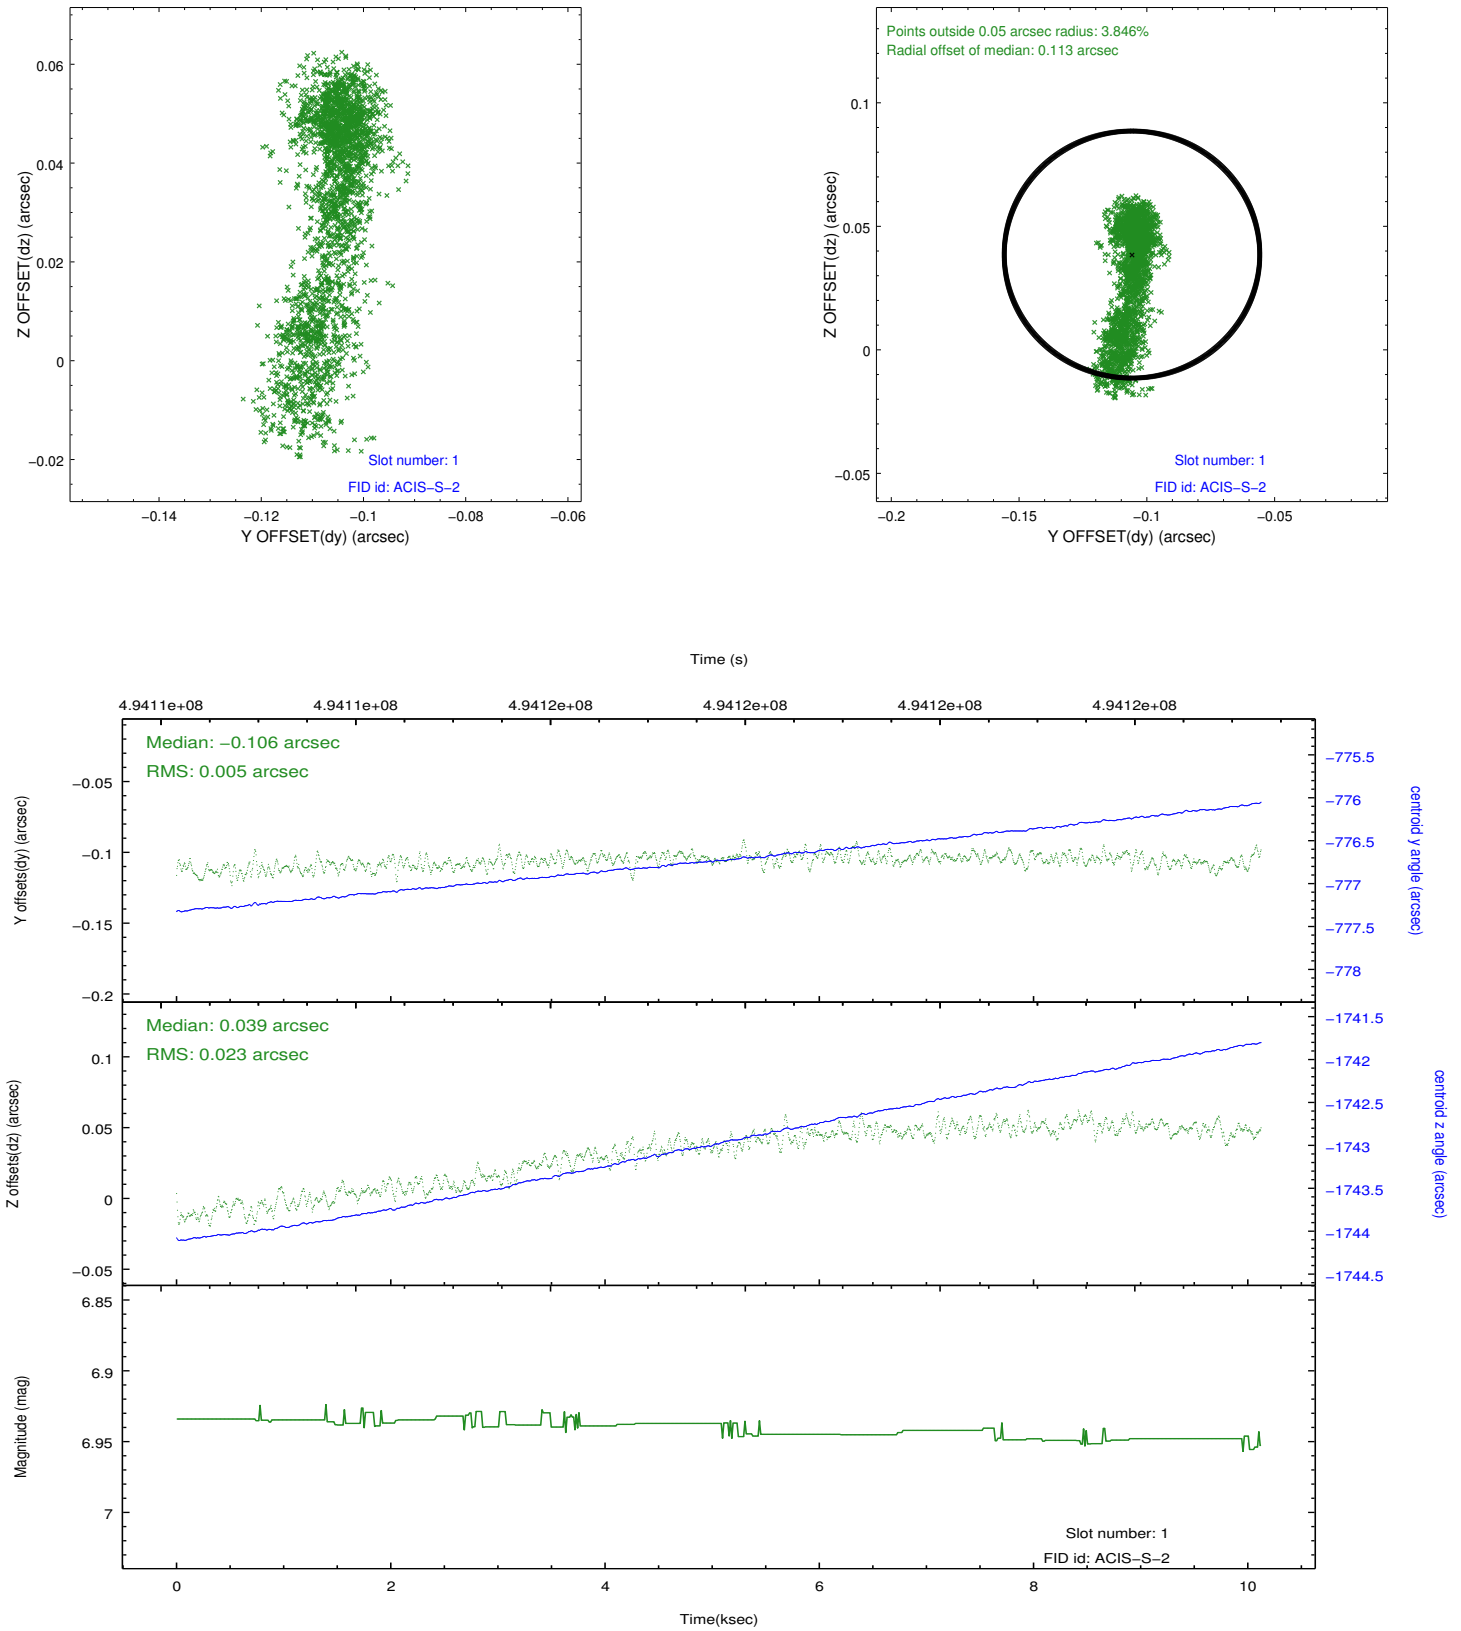 0.06
0.04
0.02
0
−0.02
Z OFFSET(dz) (arcsec)
−0.14 −0.12 −0.1 −0.08 −0.06
Y OFFSET(dy) (arcsec)
Slot number: 1
FID id: ACIS−S−2
Points outside 0.05 arcsec radius: 3.846%
Radial offset of median: 0.113 arcsec
0.1
0.05
0
−0.05
Z OFFSET(dz) (arcsec)
−0.2 −0.15 −0.1 −0.05
Y OFFSET(dy) (arcsec)
Slot number: 1
FID id: ACIS−S−2
Time (s)
4.9411e+08 4.9411e+08 4.9412e+08 4.9412e+08 4.9412e+08 4.9412e+08
Median: −0.106 arcsec
RMS: 0.005 arcsec
−0.05
−0.1
−0.15
−0.2
Y offsets(dy) (arcsec)
−775.5
−776
−776.5
−777
−777.5
−778
centroid y angle (arcsec)
Median: 0.039 arcsec
RMS: 0.023 arcsec
0.1
0.05
0
−0.05
Z offsets(dz) (arcsec)
−1741.5
−1742
−1742.5
−1743
−1743.5
−1744
−1744.5
centroid z angle (arcsec)
6.85
6.9
6.95
7
Magnitude (mag)
Slot number: 1
FID id: ACIS−S−2
0 2 4 6 8 10
Time(ksec)